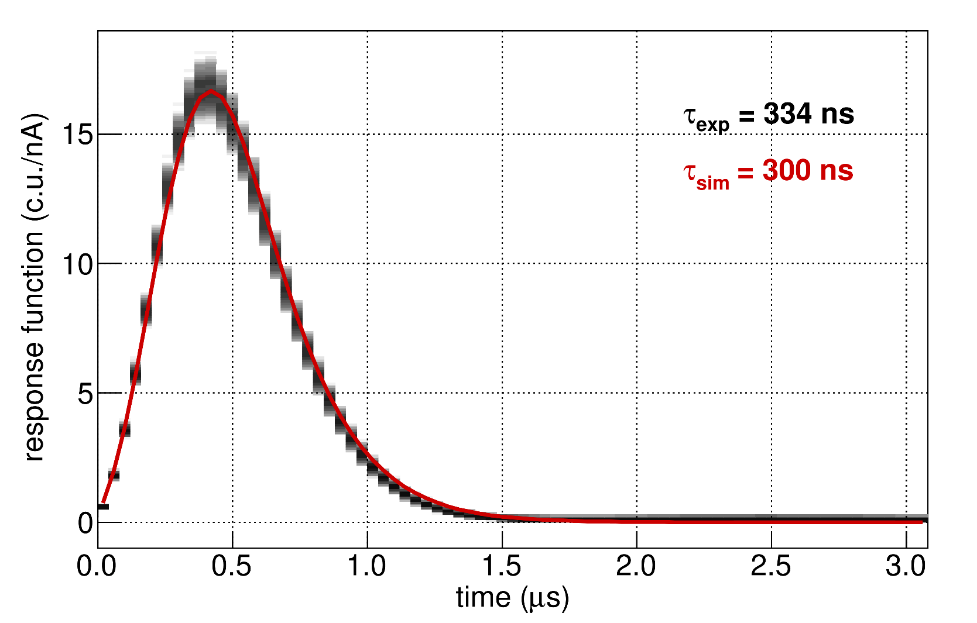 τexp = 334 ns
τsim = 300 ns
response function (c.u./nA)
15
10
5
0
0.0 0.5 1.0 1.5 2.0 2.5 3.0
time (μs)